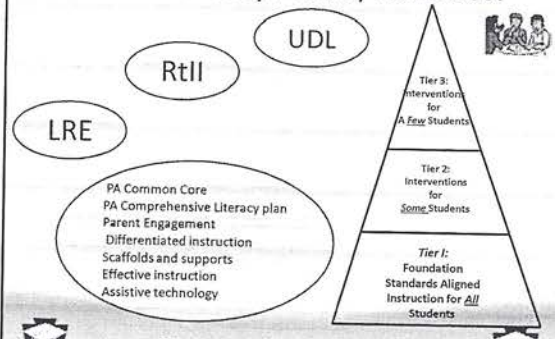 UDL
RtII
LRE
PA Common Core
PA Comprehensive Literacy plan
Parent Engagement
Differentiated instruction
Scaffolds and supports
Effective instruction
Assistive technology
Tier 3:
Interventions
for
A Few Students
Tier 2:
Interventions
for
Some Students
Tier I:
Foundation
Standards Aligned
Instruction for All
Students